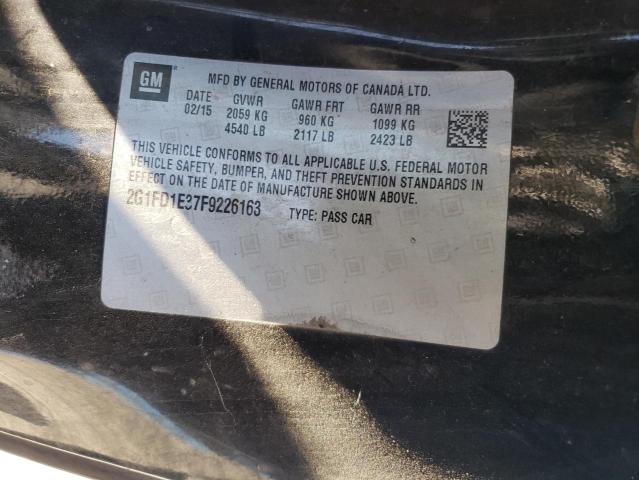 GM
MFD BY GENERAL MOTORS OF CANADA LTD.
DATE GVWR GAWR FRT GAWR RR
02/15 2059 KG 960 KG 1099 KG
4540 LB 2117 LB 2423 LB
THIS VEHICLE CONFORMS TO ALL APPLICABLE U.S. FEDERAL MOTOR
VEHICLE SAFETY, BUMPER, AND THEFT PREVENTION STANDARDS IN
EFFECT ON THE DATE OF MANUFACTURE SHOWN ABOVE.
2G1FD1E37F9226163 TYPE: PASS CAR